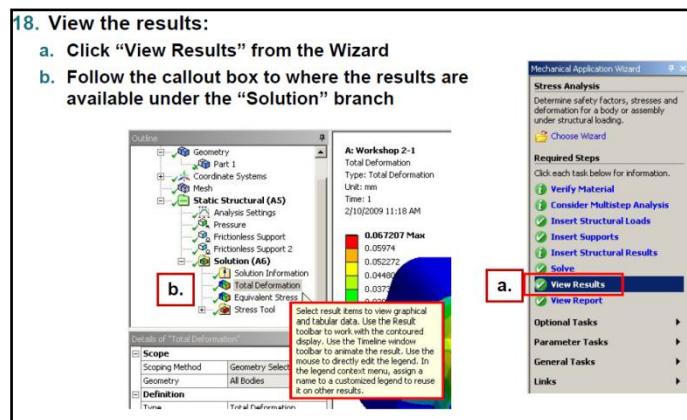 18. View the results:
a. Click “View Results” from the Wizard
b. Follow the callout box to where the results are
available under the “Solution” branch
Outline
Geometry
Part 1
Coordinate Systems
Mesh
Static Structural (A5)
Analysis Settings
Pressure
Frictionless Support
Frictionless Support 2
Solution (A6)
Solution Information
Total Deformation
Equivalent Stress
Stress Tool
b.
A: Workshop 2-1
Total Deformation
Type: Total Deformation
Unit: mm
Time: 1
2/10/2009 11:18 AM
0.067207 Max
0.05974
0.052272
Select result items to view graphical
and tabular data. Use the Result
toolbar to work with the contoured
display. Use the Timeline window
toolbar to animate the result. Use the
mouse to directly edit the legend. In
the legend context menu, assign a
name to a customized legend to reuse
it on other results.
Details of "Total Deformation"
Scope
Scoping Method Geometry Select
Geometry All Bodies
Definition
Type Total Deformation
a.
Mechanical Application Wizard
Stress Analysis
Determine safety factors, stresses and
deformation for a body or assembly
under structural loading.
Choose Wizard
Required Steps
Click each task below for information.
Verify Material
Consider Multistep Analysis
Insert Structural Loads
Insert Supports
Insert Structural Results
Solve
View Results
View Report
Optional Tasks
Parameter Tasks
General Tasks
Links